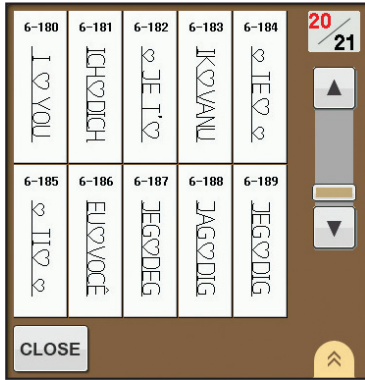 6-180 6-181 6-182 6-183 6-184
I ♡ YOU
ICH♡DICH
♡ JE T'♡
IK♡VANU
♡ TE♡ ♡
20/21
6-185 6-186 6-187 6-188 6-189
♡ TI♡ ♡
EU♡VOCÊ
JEG♡DEG
JAG♡DIG
JEG♡DIG
CLOSE